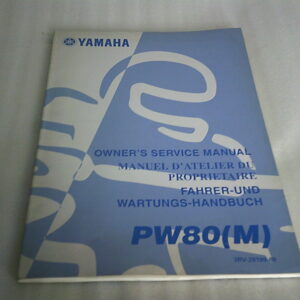 YAMAHA
OWNER'S SERVICE MANUAL
MANUEL D'ATELIER DU
PROPRIETAIRE
FAHRER-UND
WARTUNGS-HANDBUCH
PW80(M)